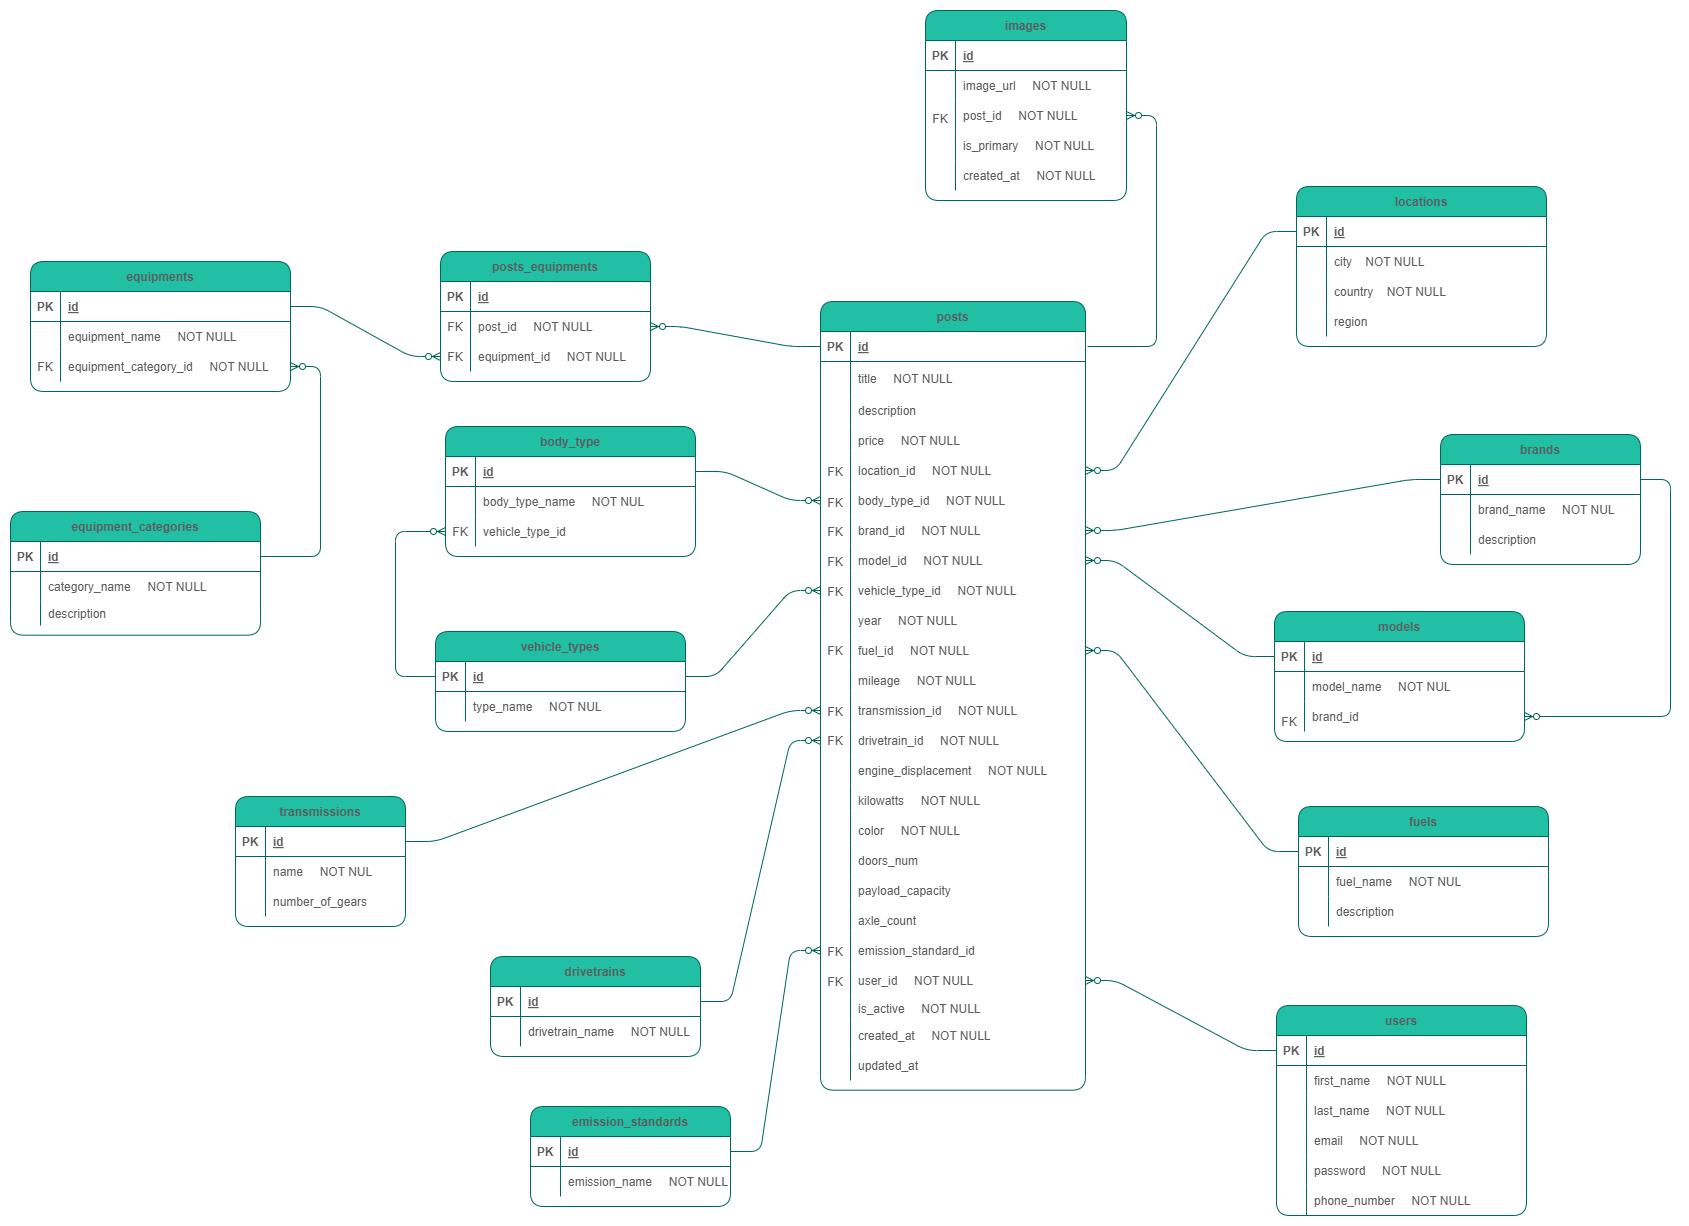 images
PK id
image_url NOT NULL
FK post_id NOT NULL
is_primary NOT NULL
created_at NOT NULL
locations
PK id
city NOT NULL
country NOT NULL
region
equipments
PK id
equipment_name NOT NULL
FK equipment_category_id NOT NULL
posts_equipments
PK id
FK post_id NOT NULL
FK equipment_id NOT NULL
posts
PK id
title NOT NULL
description
price NOT NULL
FK location_id NOT NULL
FK body_type_id NOT NULL
FK brand_id NOT NULL
FK model_id NOT NULL
FK vehicle_type_id NOT NULL
year NOT NULL
FK fuel_id NOT NULL
mileage NOT NULL
FK transmission_id NOT NULL
FK drivetrain_id NOT NULL
engine_displacement NOT NULL
kilowatts NOT NULL
color NOT NULL
doors_num
payload_capacity
axle_count
FK emission_standard_id
FK user_id NOT NULL
is_active NOT NULL
created_at NOT NULL
updated_at
body_type
PK id
body_type_name NOT NUL
FK vehicle_type_id
brands
PK id
brand_name NOT NUL
description
equipment_categories
PK id
category_name NOT NULL
description
vehicle_types
PK id
type_name NOT NUL
models
PK id
model_name NOT NUL
FK brand_id
transmissions
PK id
name NOT NUL
number_of_gears
fuels
PK id
fuel_name NOT NUL
description
drivetrains
PK id
drivetrain_name NOT NULL
users
PK id
first_name NOT NULL
last_name NOT NULL
email NOT NULL
password NOT NULL
phone_number NOT NULL
emission_standards
PK id
emission_name NOT NULL